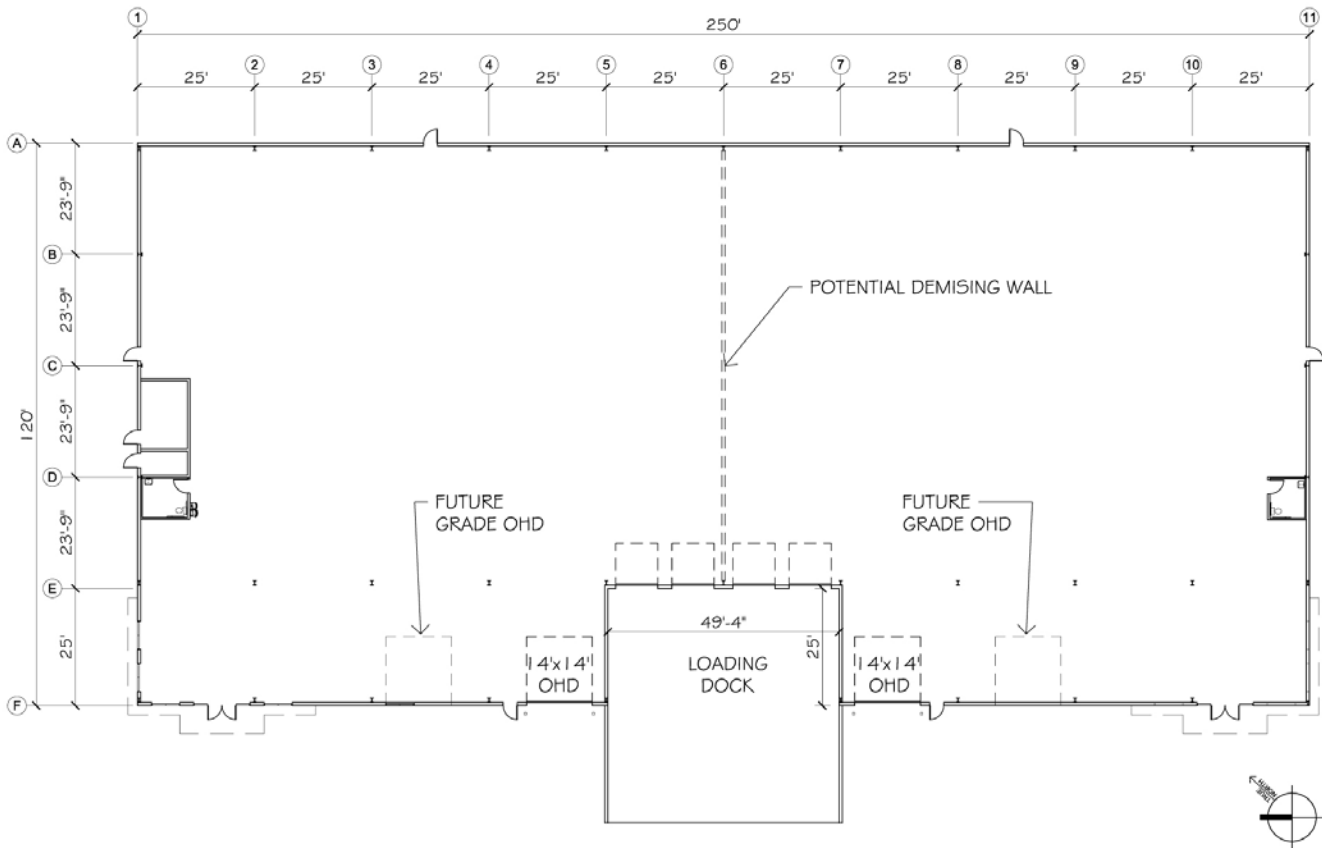 1
250'
11
25'
2
25'
3
25'
4
25'
5
25'
6
25'
7
25'
8
25'
9
25'
10
25'
A
23'-9"
B
POTENTIAL DEMISING WALL
23'-9"
C
120'
23'-9"
D
FUTURE
GRADE OHD
FUTURE
GRADE OHD
23'-9"
E
49'-4"
25'
25'
14'x14'
OHD
LOADING
DOCK
14'x14'
OHD
F
TRUE
NORTH